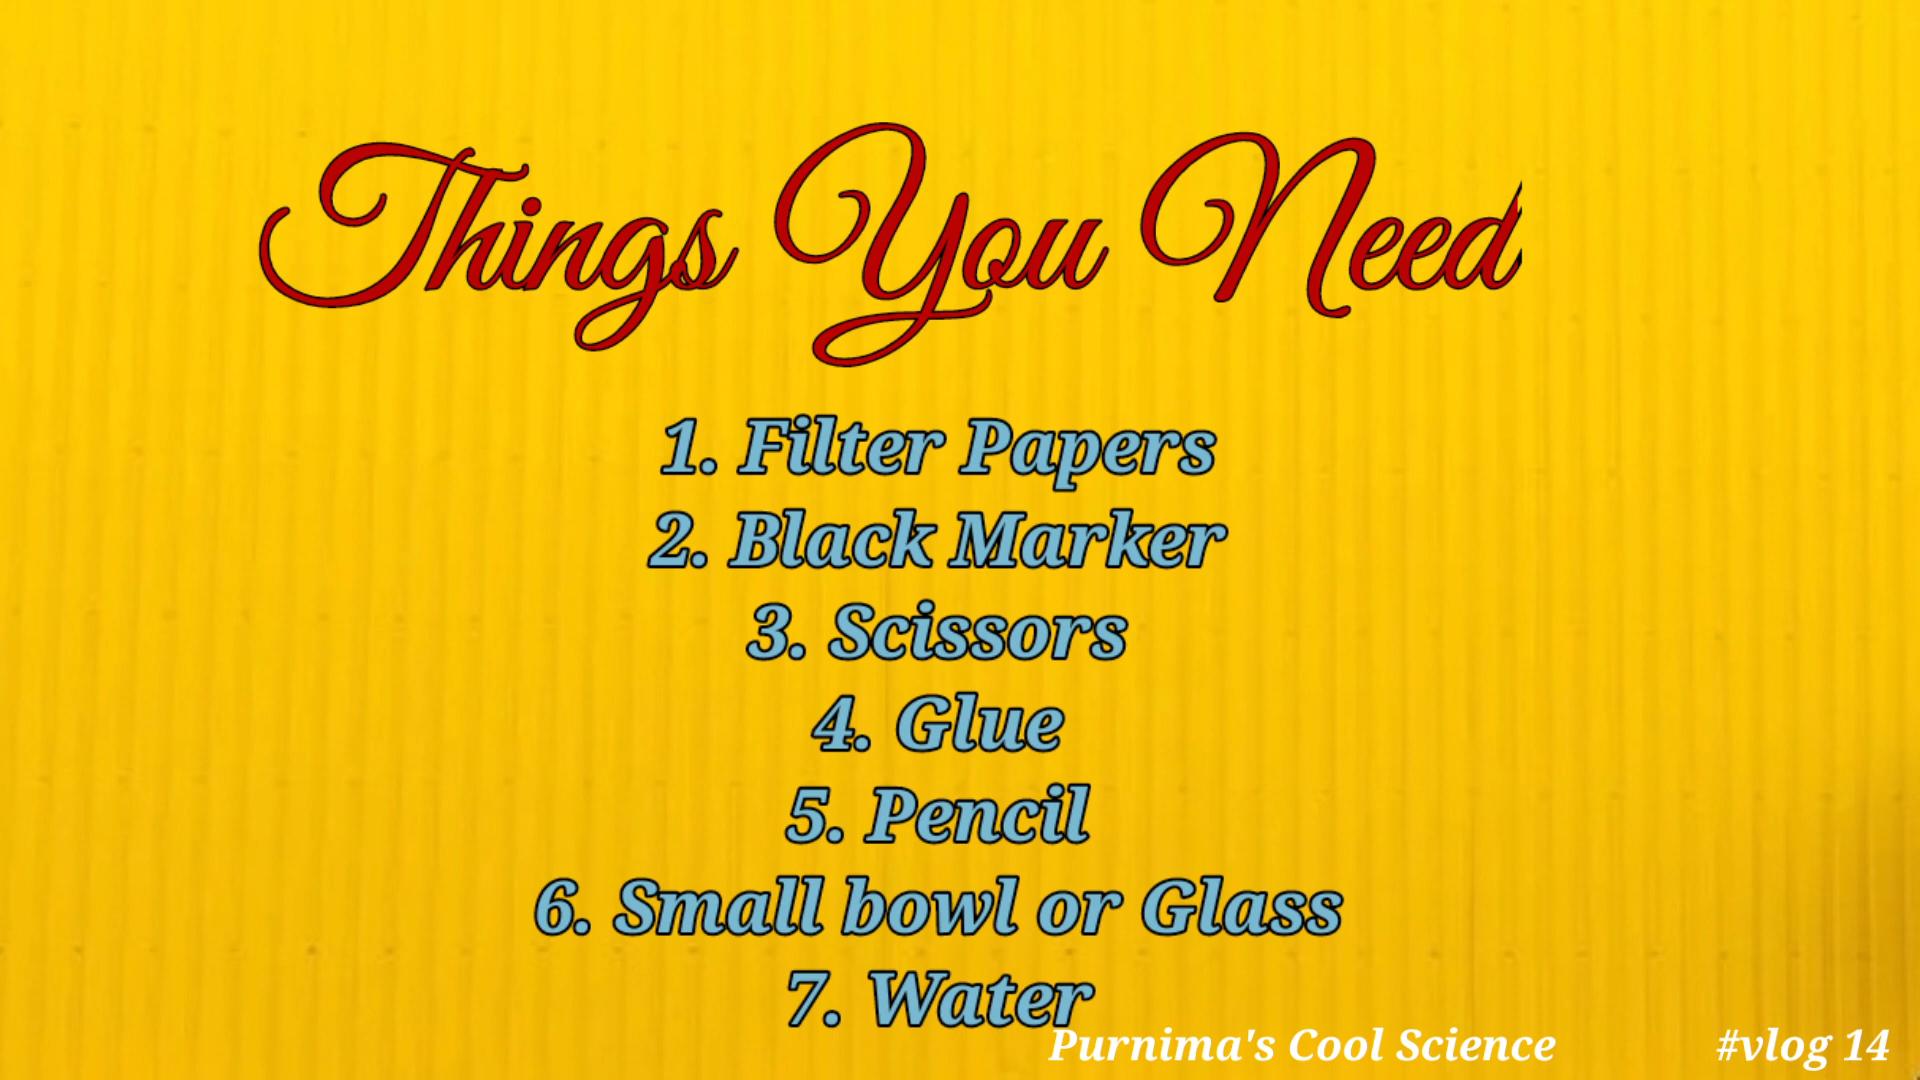 Things You Need
1. Filter Papers
2. Black Marker
3. Scissors
4. Glue
5. Pencil
6. Small bowl or Glass
7. Water
Purnima's Cool Science #vlog 14